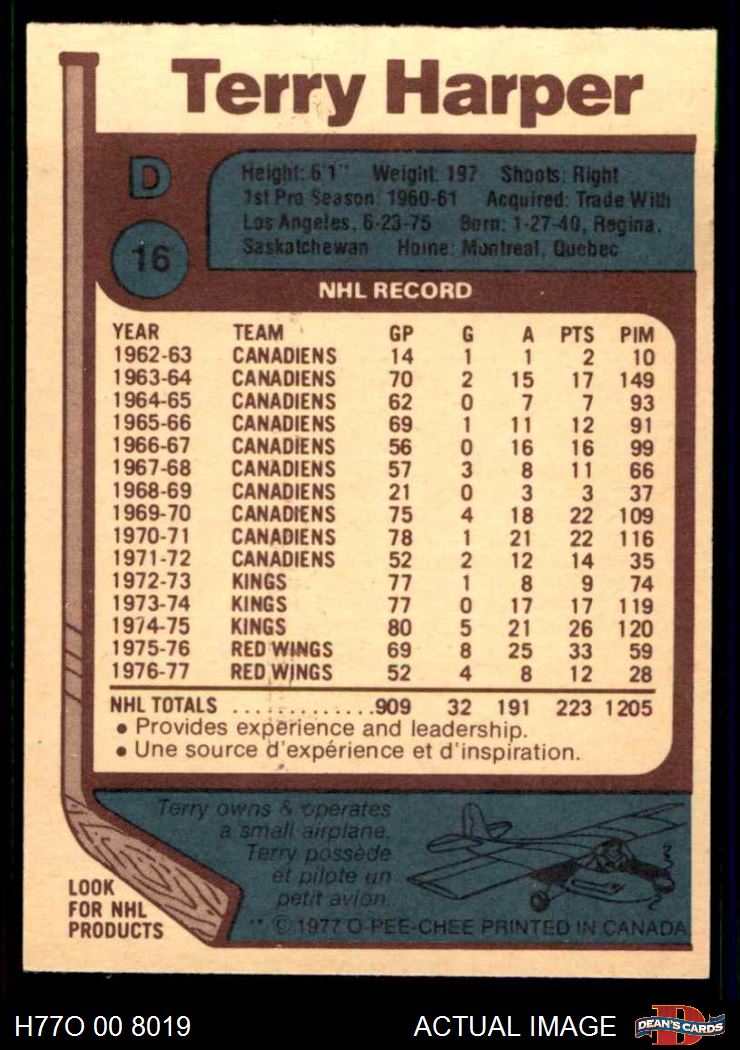 Terry Harper
D
Height: 6'1" Weight: 197 Shoots: Right
1st Pro Season: 1960-61 Acquired: Trade With
Los Angeles, 6-23-75 Born: 1-27-40, Regina,
Saskatchewan Home: Montreal, Quebec
16
NHL RECORD
YEAR TEAM GP G A PTS PIM
1962-63 CANADIENS 14 1 1 2 10
1963-64 CANADIENS 70 2 15 17 149
1964-65 CANADIENS 62 0 7 7 93
1965-66 CANADIENS 69 1 11 12 91
1966-67 CANADIENS 56 0 16 16 99
1967-68 CANADIENS 57 3 8 11 66
1968-69 CANADIENS 21 0 3 3 37
1969-70 CANADIENS 75 4 18 22 109
1970-71 CANADIENS 78 1 21 22 116
1971-72 CANADIENS 52 2 12 14 35
1972-73 KINGS 77 1 8 9 74
1973-74 KINGS 77 0 17 17 119
1974-75 KINGS 80 5 21 26 120
1975-76 RED WINGS 69 8 25 33 59
1976-77 RED WINGS 52 4 8 12 28
NHL TOTALS .............909 32 191 223 1205
• Provides experience and leadership.
• Une source d'expérience et d'inspiration.
Terry owns & operates
a small airplane.
Terry possède
et pilote un
petit avion.
LOOK
FOR NHL
PRODUCTS
** © 1977 O-PEE-CHEE PRINTED IN CANADA
H77O 00 8019 ACTUAL IMAGE
D
DEAN'S CARDS